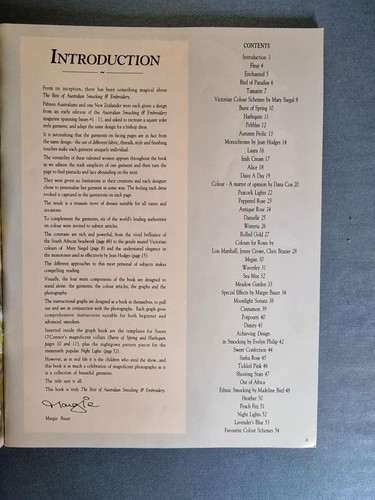 INTRODUCTION
From its inception, there has been something magical about
The Best of Australian Smocking & Embroidery.
Fifteen Australians and one New Zealander were each given a design
from an early edition of the Australian Smocking & Embroidery
magazine spanning Issues #1 - 11, and asked to recreate a square yoke
style garment, and adapt the same design for a bishop dress.
It is astonishing that the garments on facing pages are in fact from
the same design - the use of different fabric, threads, style and finishing
touches make each garment uniquely individual.
The versatility of these talented women appears throughout the book
as we admire the stark simplicity of one garment and then turn the
page to find pintucks and lace abounding on the next.
They were given no limitations in their creations and each designer
chose to personalise her garment in some way. The feeling each dress
evoked is captured in the quotations on each page.
The result is a treasure trove of dresses suitable for all tastes and
occasions.
To complement the garments, six of the world's leading authorities
on colour were invited to submit articles.
The contrasts are rich and powerful, from the vivid brilliance of
the South African beadwork (page 48) to the gentle muted Victorian
colours of Mary Siegel (page 8) and the understated elegance in
the monotones used so effectively by Jean Hodges (page 15).
The different approaches to this most personal of subjects makes
compelling reading.
Visually, the four main components of the book are designed to
stand alone: the garments, the colour articles, the graphs and the
photographs.
The instructional graphs are designed as a book to themselves, to pull
out and use in conjunction with the photographs. Each graph gives
comprehensive instructions suitable for both beginner and
advanced smockers.
Inserted inside the graph book are the templates for Susan
O'Connor's magnificent collars (Burst of Spring and Harlequin
pages 10 and 11), plus the nightgown pattern pieces for the
immensely popular Night Lights (page 52).
However, as in real life it is the children who steal the show, and
this book is as much a celebration of magnificent photography as it
is a collection of beautiful garments.
The title says it all.
This book is truly The Best of Australian Smocking & Embroidery.
Margie
Margie Bauer
CONTENTS
Introduction 3
Fleur 4
Enchanted 5
Bird of Paradise 6
Tamarin 7
Victorian Colour Schemes by Mary Siegel 8
Burst of Spring 10
Harlequin 11
Pebbles 12
Autumn Frolic 13
Monochrome by Jean Hodges 14
Laura 16
Irish Cream 17
Alice 18
Daisy A Day 19
Colour - A matter of opinion by Dana Cox 20
Peacock Lights 22
Peppered Rose 23
Antique Rose 24
Danielle 25
Wisteria 26
Rolled Gold 27
Colours for Roses by
Lois Marshall, Jenny Crowe, Chris Brazier 28
Megan 30
Waverley 31
Sea Mist 32
Meadow Garden 33
Special Effects by Margie Bauer 34
Moonlight Sonata 38
Cinnamon 39
Potpourri 40
Dainty 41
Achieving Design
in Smocking by Evelyn Philip 42
Sweet Confection 44
Sasha Rose 45
Tickled Pink 46
Shooting Stars 47
Out of Africa
Ethnic Smocking by Madeline Bird 48
Heather 50
Peach Fizz 51
Night Lights 52
Lavender's Blue 53
Favourite Colour Schemes 54